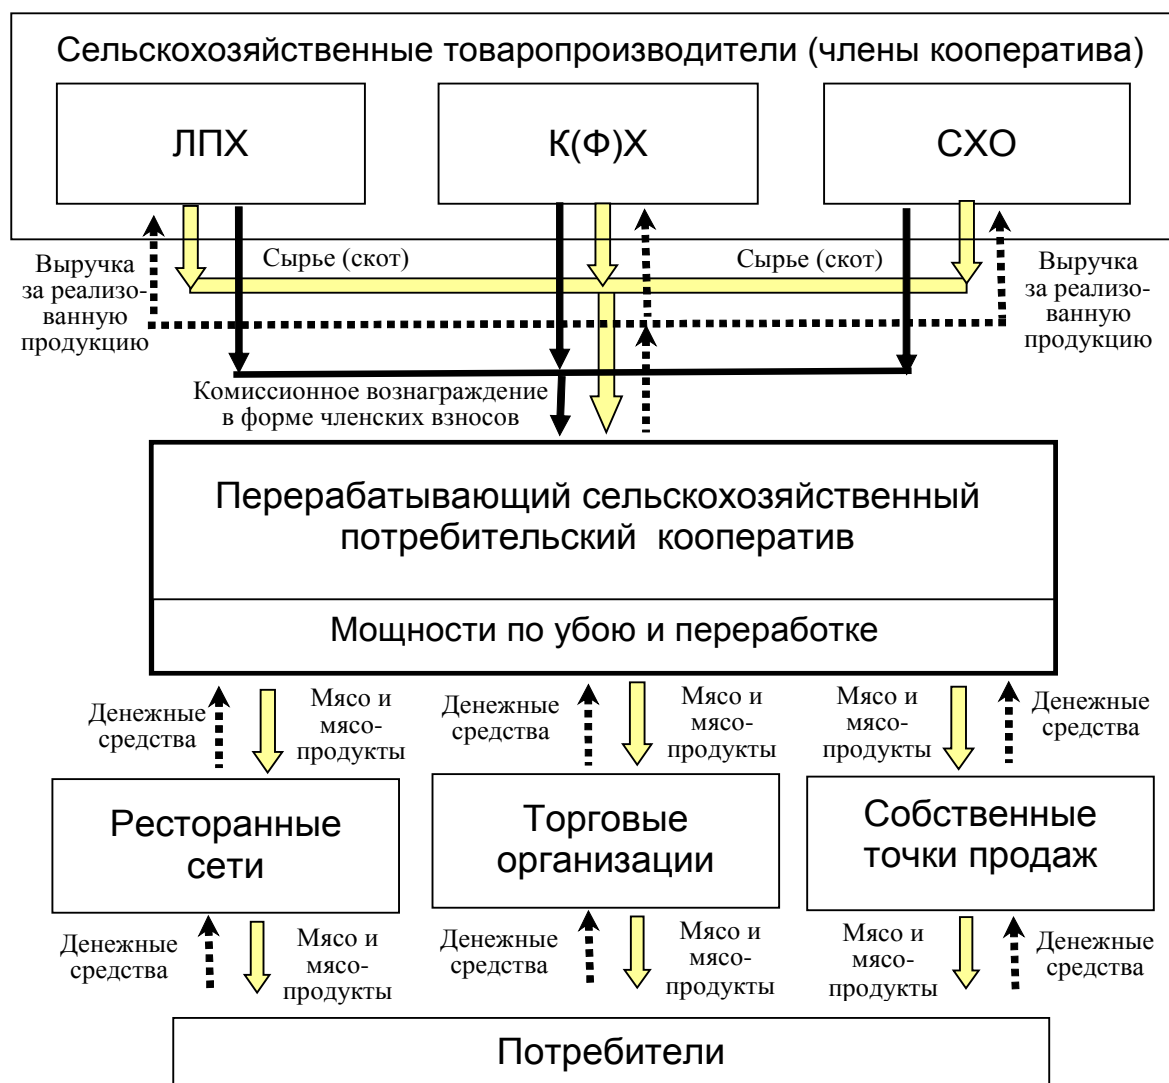 Сельскохозяйственные товаропроизводители (члены кооператива)
ЛПХ
К(Ф)Х
СХО
Сырье (скот)
Сырье (скот)
Выручка
за реализо-
ванную
продукцию
Выручка
за реализо-
ванную
продукцию
Комиссионное вознаграждение
в форме членских взносов
Перерабатывающий сельскохозяйственный
потребительский кооператив
Мощности по убою и переработке
Денежные
средства
Мясо и
мясо-
продукты
Денежные
средства
Мясо и
мясо-
продукты
Мясо и
мясо-
продукты
Денежные
средства
Ресторанные
сети
Торговые
организации
Собственные
точки продаж
Денежные
средства
Мясо и
мясо-
продукты
Денежные
средства
Мясо и
мясо-
продукты
Мясо и
мясо-
продукты
Денежные
средства
Потребители